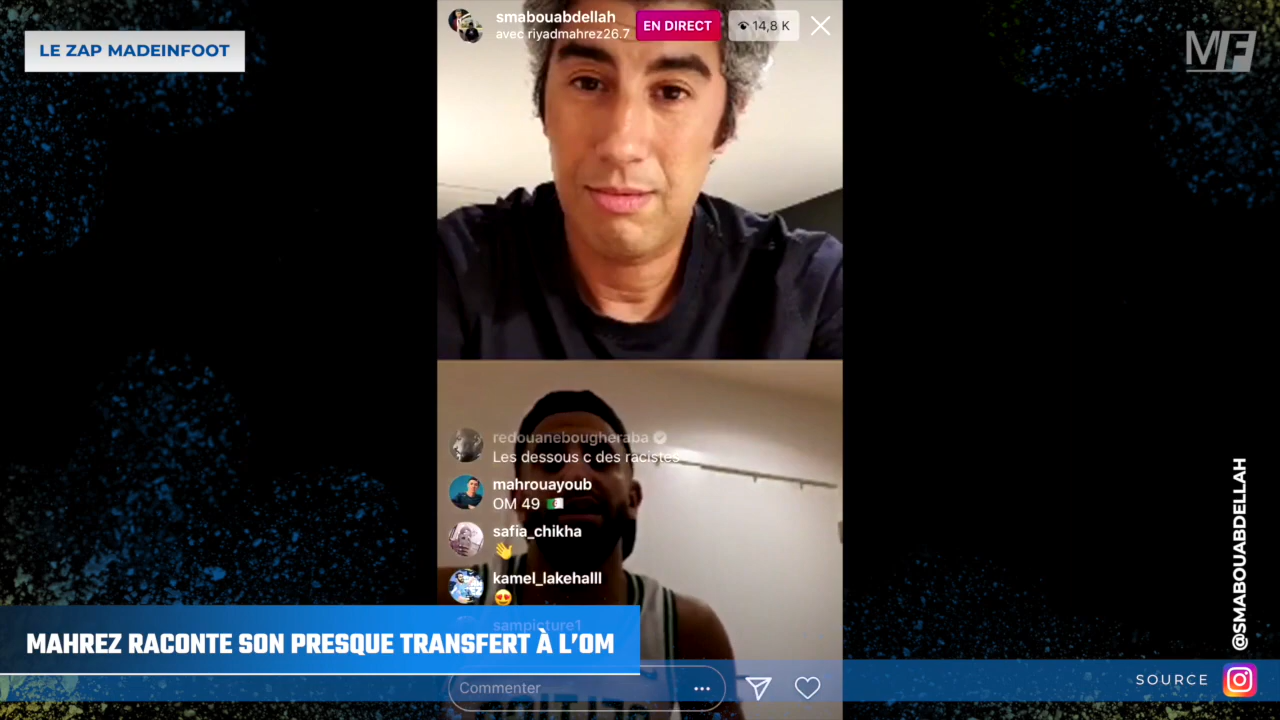 LE ZAP MADEINFOOT
smabouabdellah
avec riyadmahrez26.7
EN DIRECT
14,8 K
MF
redouanebougheraba
Les dessous c des racistes
mahrouayoub
OM 49
safia_chikha
kamel_lakehalll
sampicture1
MAHREZ RACONTE SON PRESQUE TRANSFERT À L'OM
Commenter
@SMABOUABDELLAH
SOURCE